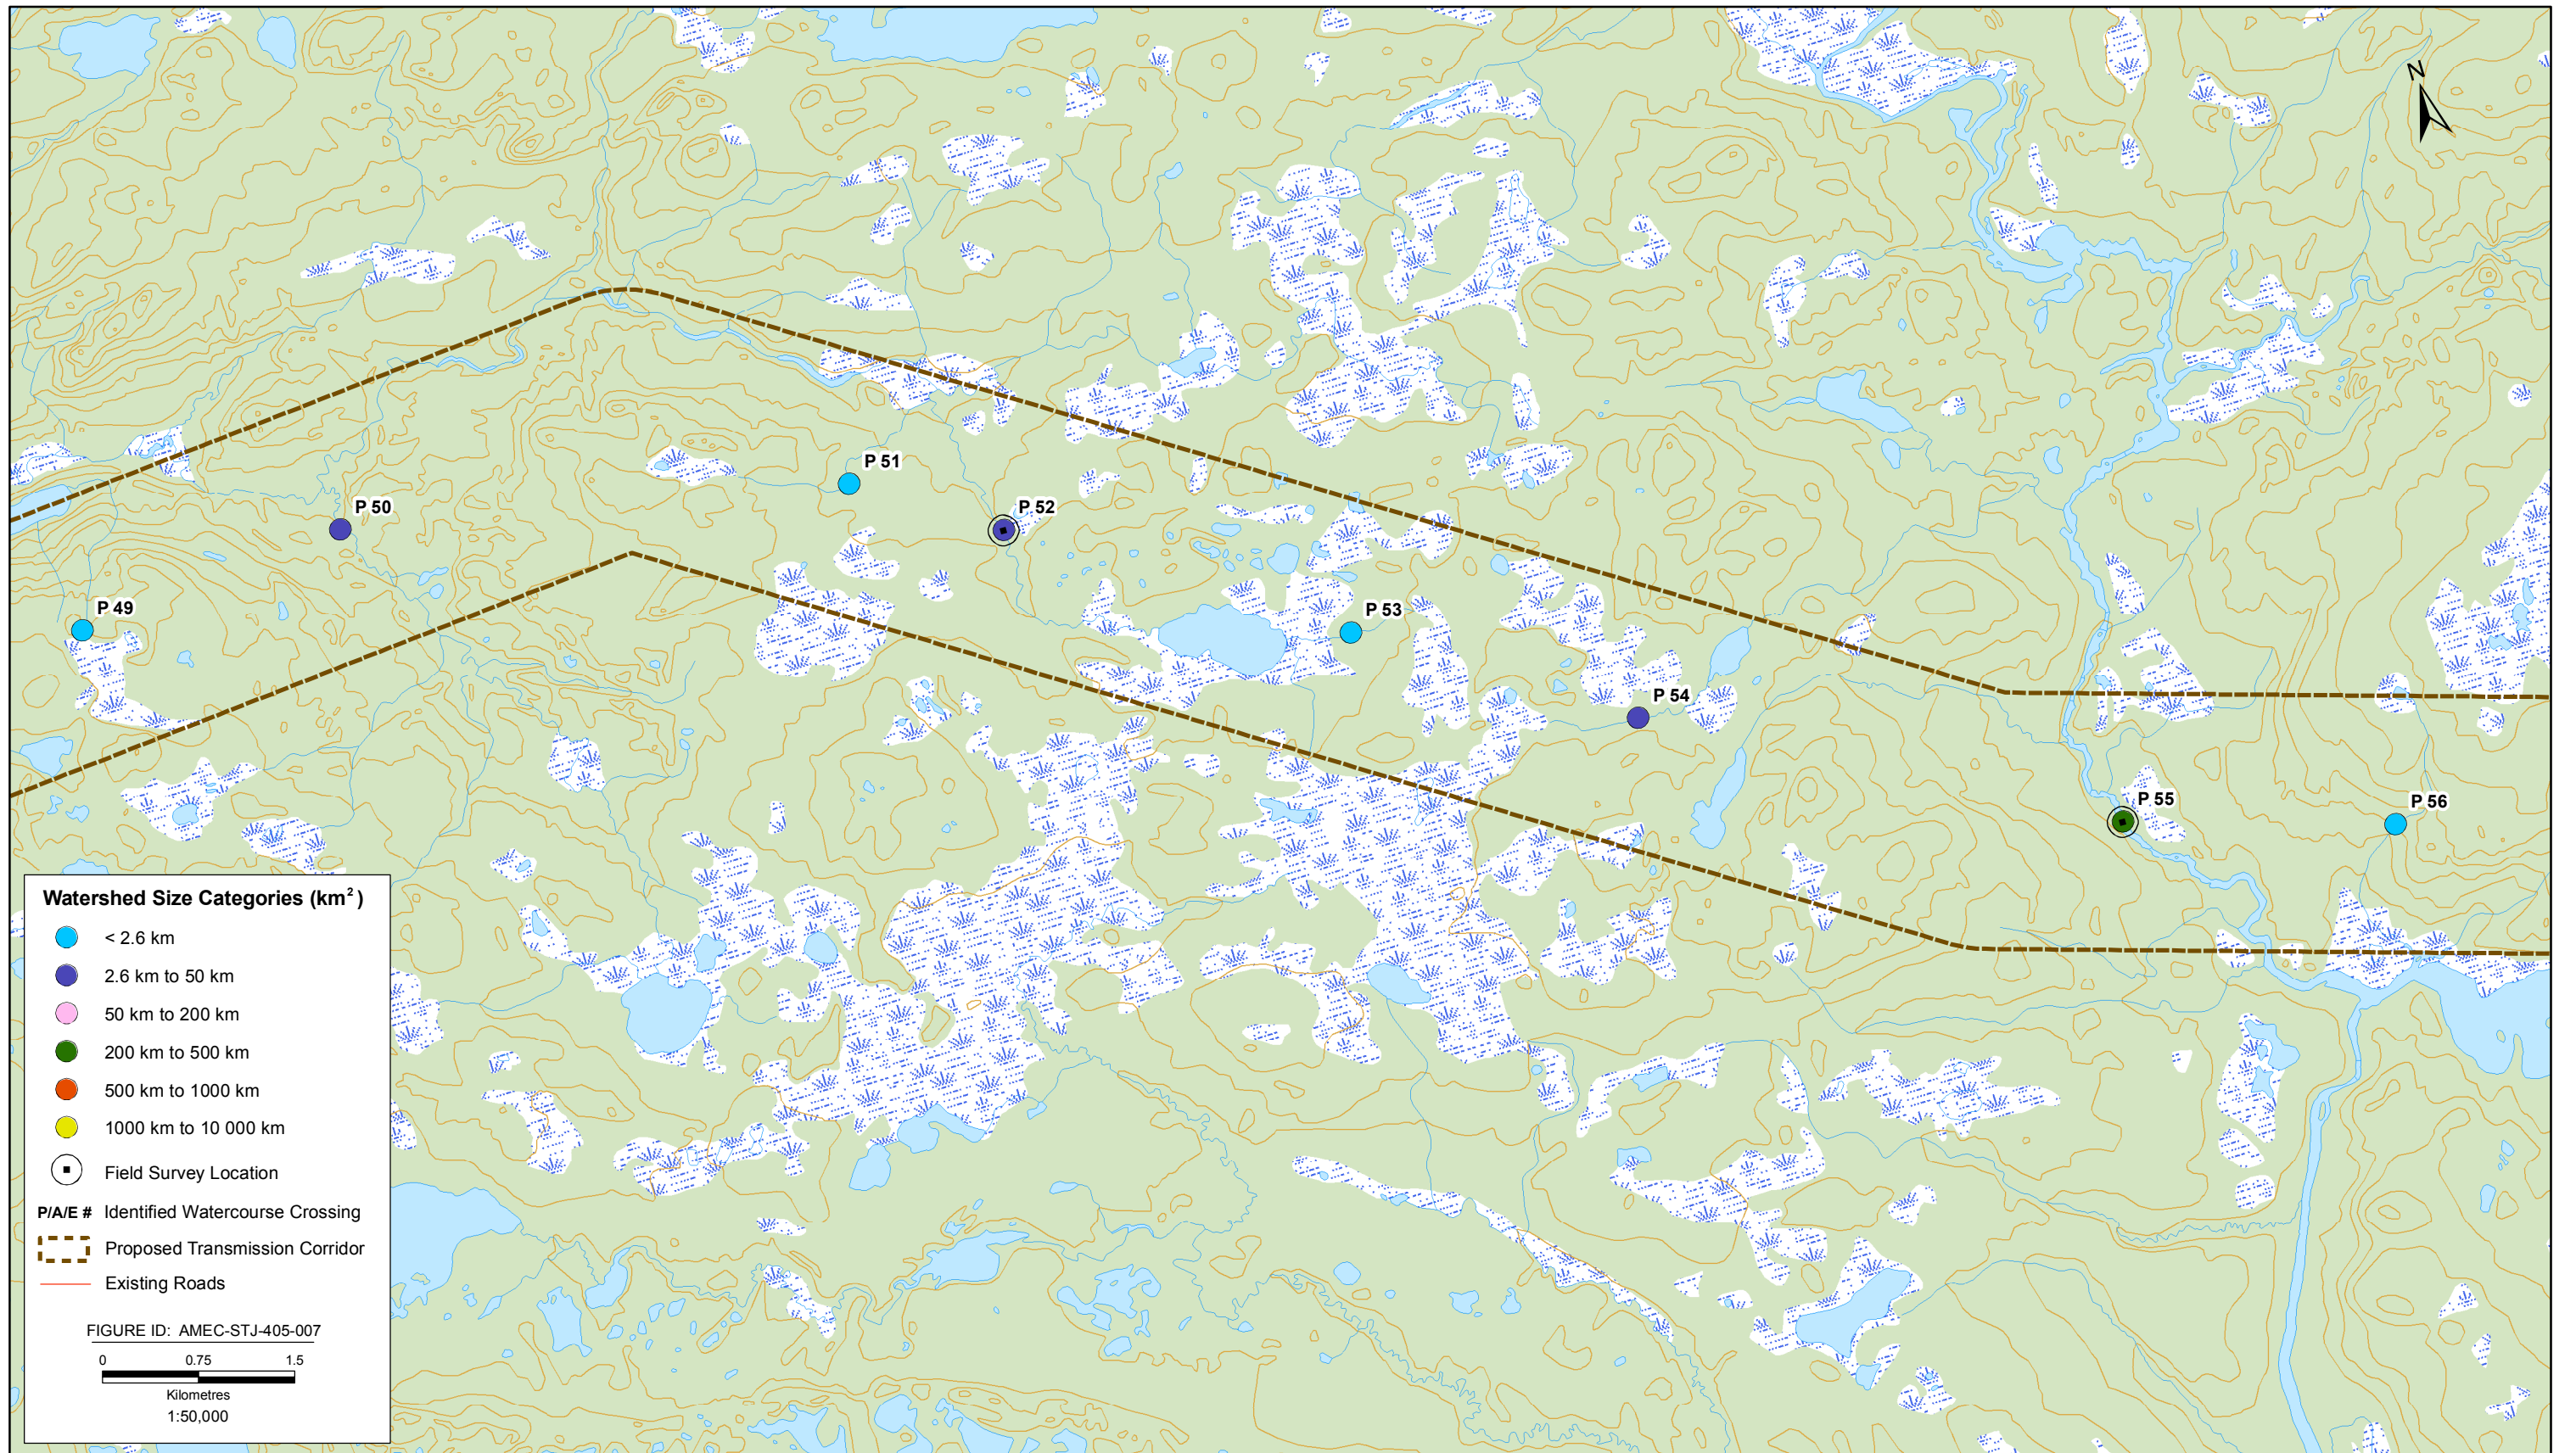 N
P 51
P 50
P 52
P 49
P 53
P 54
P 55
P 56
Watershed Size Categories (km²)
< 2.6 km
2.6 km to 50 km
50 km to 200 km
200 km to 500 km
500 km to 1000 km
1000 km to 10 000 km
Field Survey Location
P/A/E # Identified Watercourse Crossing
Proposed Transmission Corridor
Existing Roads
FIGURE ID: AMEC-STJ-405-007
0 0.75 1.5
Kilometres
1:50,000